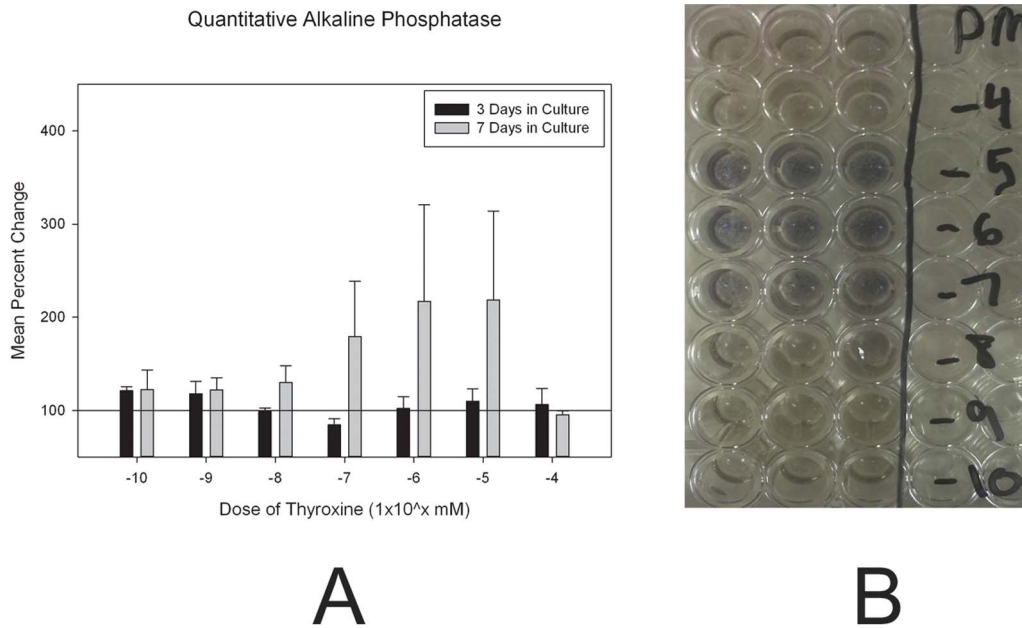 Quantitative Alkaline Phosphatase
3 Days in Culture
7 Days in Culture
400
300
200
100
Mean Percent Change
-10 -9 -8 -7 -6 -5 -4
Dose of Thyroxine (1x10^x mM)
A
DM
-4
-5
-6
-7
-8
-9
-10
B